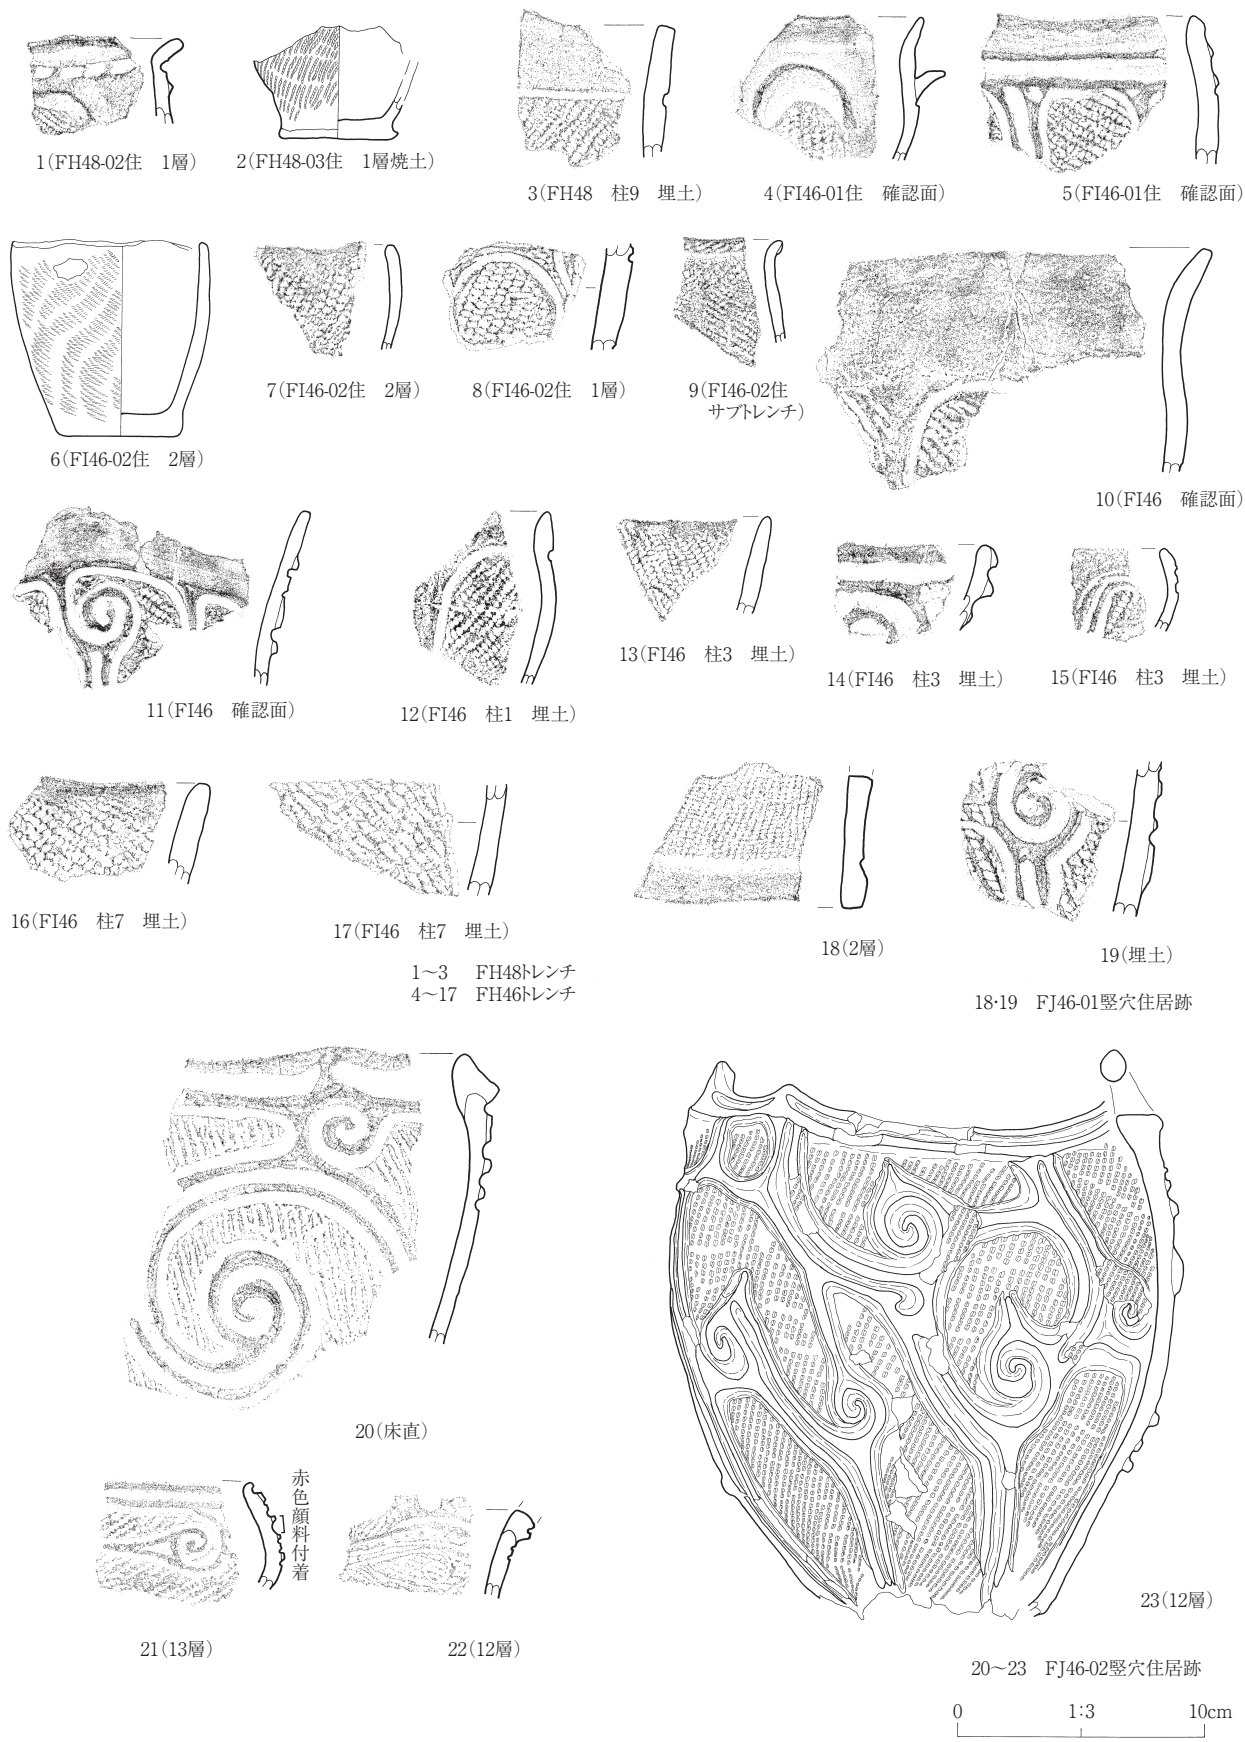 1(FH48-02住　1層)
2(FH48-03住　1層焼土)
3(FH48　柱9　埋土)
4(FI46-01住　確認面)
5(FI46-01住　確認面)
6(FI46-02住　2層)
7(FI46-02住　2層)
8(FI46-02住　1層)
9(FI46-02住
サブトレンチ)
10(FI46　確認面)
11(FI46　確認面)
12(FI46　柱1　埋土)
13(FI46　柱3　埋土)
14(FI46　柱3　埋土)
15(FI46　柱3　埋土)
16(FI46　柱7　埋土)
17(FI46　柱7　埋土)
1〜3　FH48トレンチ
4〜17　FH46トレンチ
18(2層)
19(埋土)
18・19　FJ46-01竪穴住居跡
20(床直)
赤色顔料付着
21(13層)
22(12層)
23(12層)
20〜23　FJ46-02竪穴住居跡
0　1:3　10cm